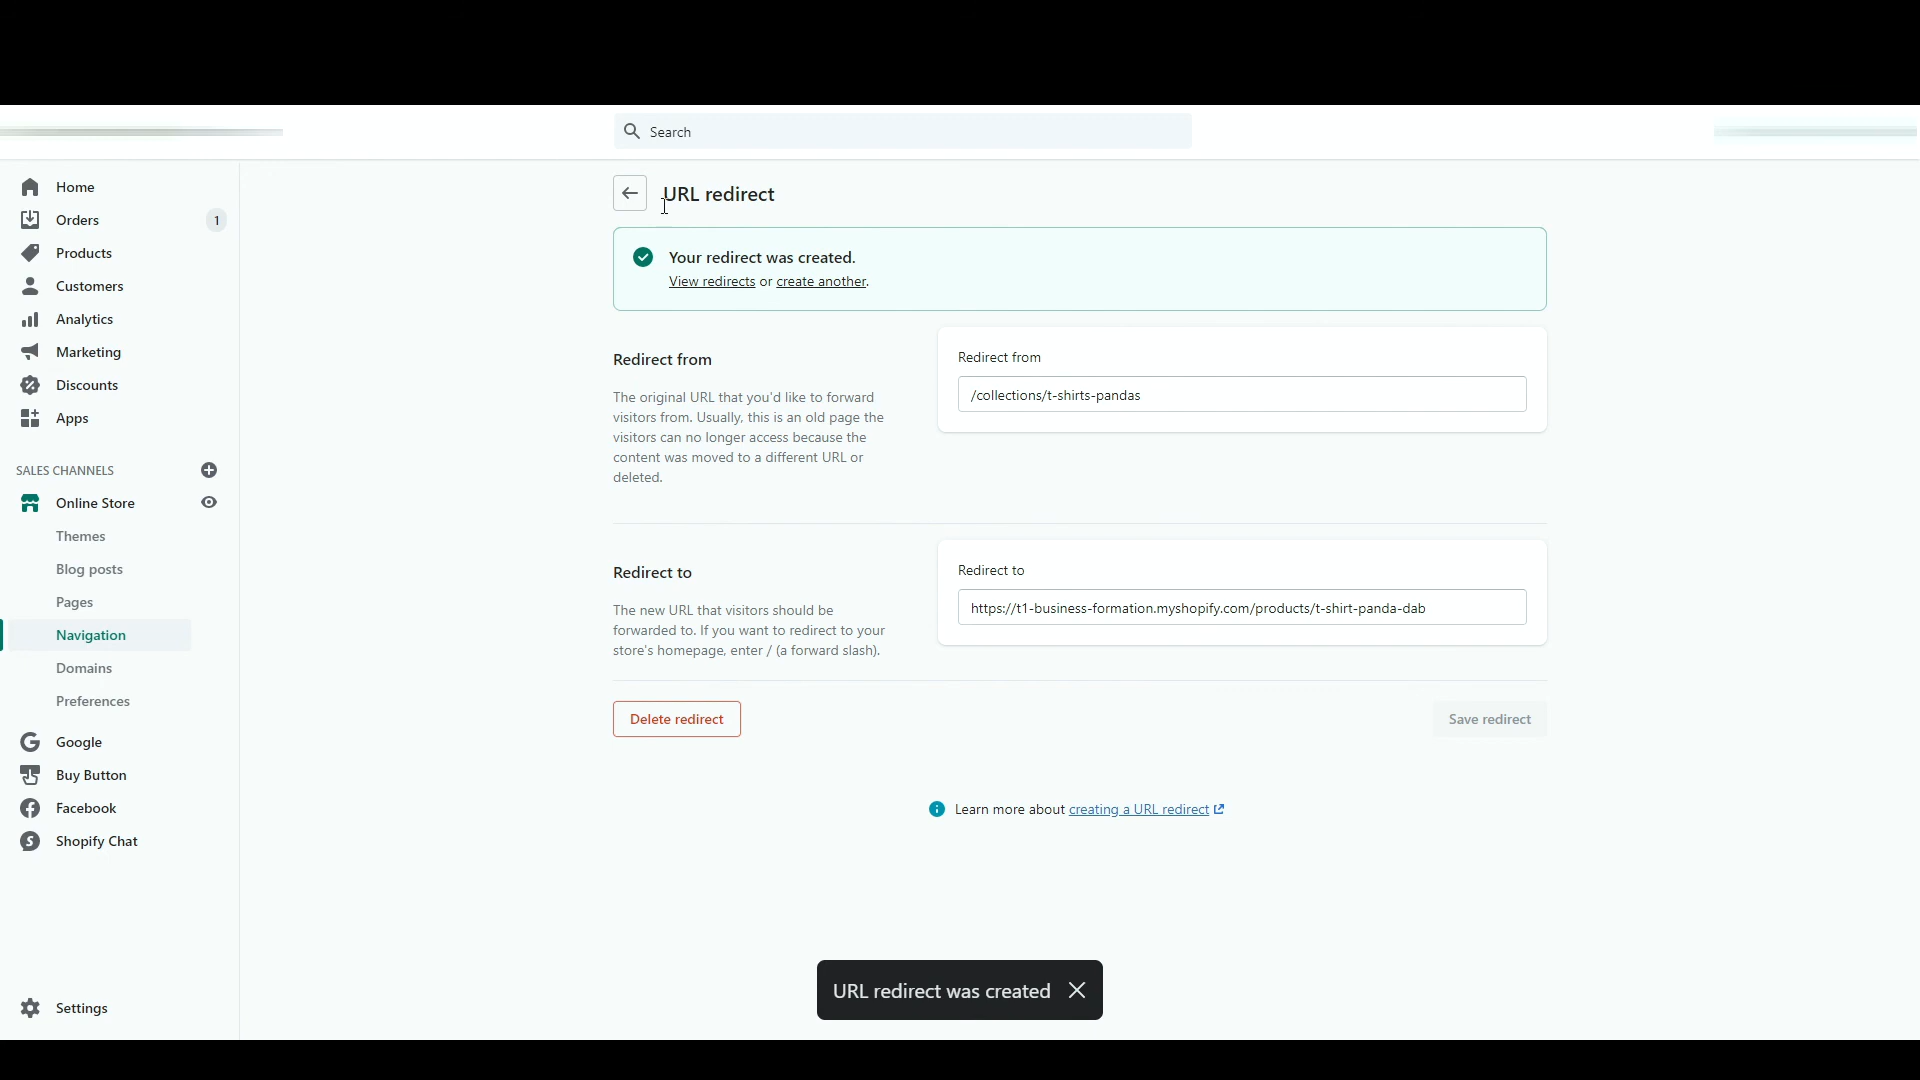 Search
Home
Orders 1
Products
Customers
Analytics
Marketing
Discounts
Apps
SALES CHANNELS
Online Store
Themes
Blog posts
Pages
Navigation
Domains
Preferences
Google
Buy Button
Facebook
Shopify Chat
Settings
URL redirect
Your redirect was created.
View redirects or create another.
Redirect from
The original URL that you'd like to forward
visitors from. Usually, this is an old page the
visitors can no longer access because the
content was moved to a different URL or
deleted.
Redirect from
/collections/t-shirts-pandas
Redirect to
The new URL that visitors should be
forwarded to. If you want to redirect to your
store's homepage, enter / (a forward slash).
Redirect to
https://t1-business-formation.myshopify.com/products/t-shirt-panda-dab
Delete redirect
Save redirect
Learn more about creating a URL redirect
URL redirect was created